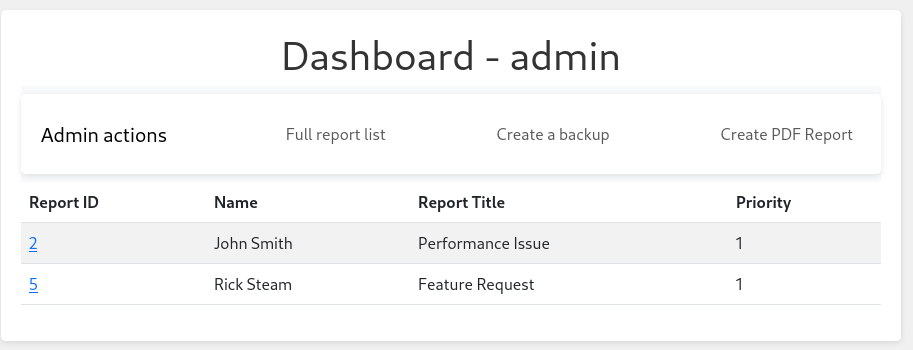 Dashboard - admin
Admin actions Full report list Create a backup Create PDF Report
Report ID Name Report Title Priority
2 John Smith Performance Issue 1
5 Rick Steam Feature Request 1